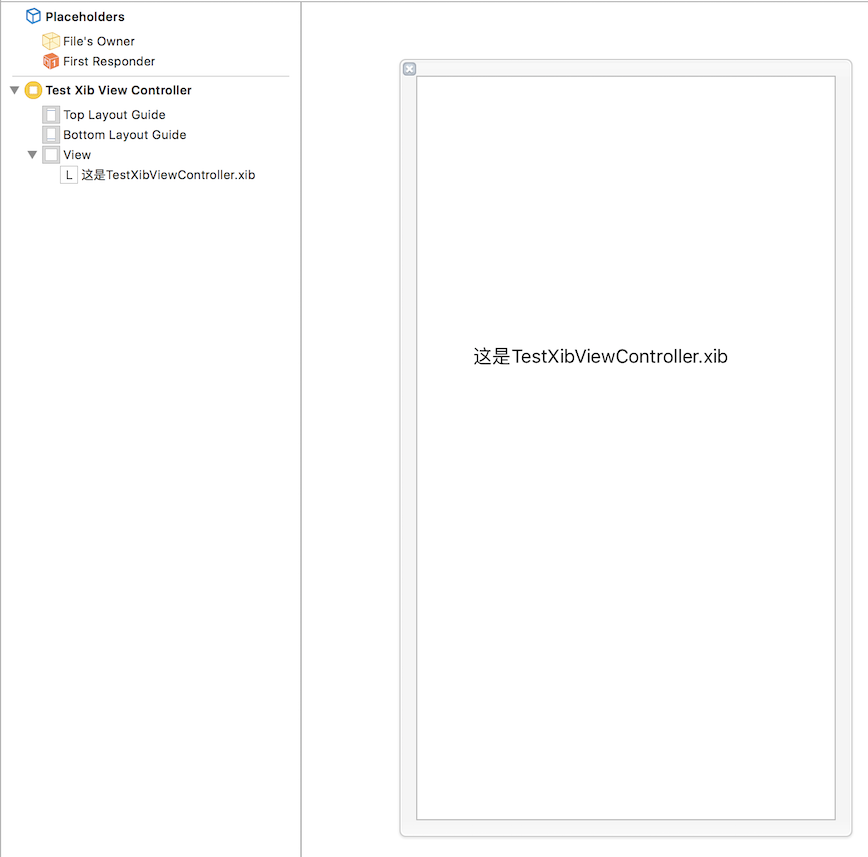 Placeholders
File's Owner
First Responder
Test Xib View Controller
Top Layout Guide
Bottom Layout Guide
View
L 这是TestXibViewController.xib
这是TestXibViewController.xib